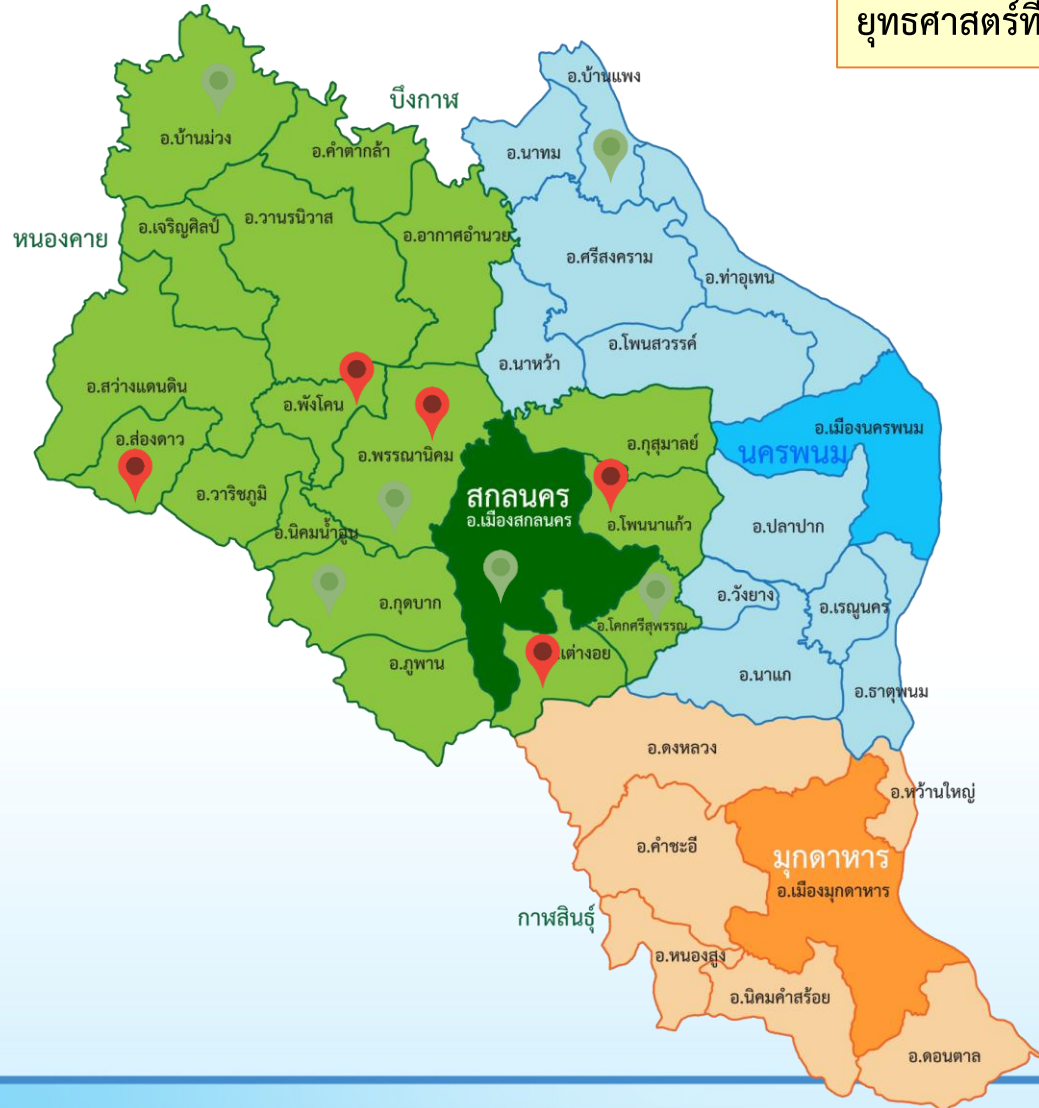 ยุทธศาสตร์ที่
อ.บ้านแพง
บึงกาฬ
อ.บ้านม่วง
อ.คำตากล้า
อ.นาทม
อ.วานรนิวาส
อ.เจริญศิลป์
หนองคาย
อ.อากาศอำนวย
อ.ศรีสงคราม
อ.ท่าอุเทน
อ.โพนสวรรค์
อ.นาหว้า
อ.สว่างแดนดิน
อ.พังโคน
อ.เมืองนครพนม
อ.ส่องดาว
อ.กุสุมาลย์
นครพนม
อ.พรรณานิคม
อ.วาริชภูมิ
สกลนคร
อ.เมืองสกลนคร
อ.โพนนาแก้ว
อ.ปลาปาก
อ.นิคมน้ำอูน
อ.วังยาง
อ.กุดบาก
อ.เรณูนคร
อ.โคกศรีสุพรรณ
เต่างอย
อ.ภูพาน
อ.นาแก
อ.ธาตุพนม
อ.ดงหลวง
อ.หว้านใหญ่
อ.คำชะอี
มุกดาหาร
อ.เมืองมุกดาหาร
กาฬสินธุ์
อ.หนองสูง
อ.นิคมคำสร้อย
อ.ดอนตาล